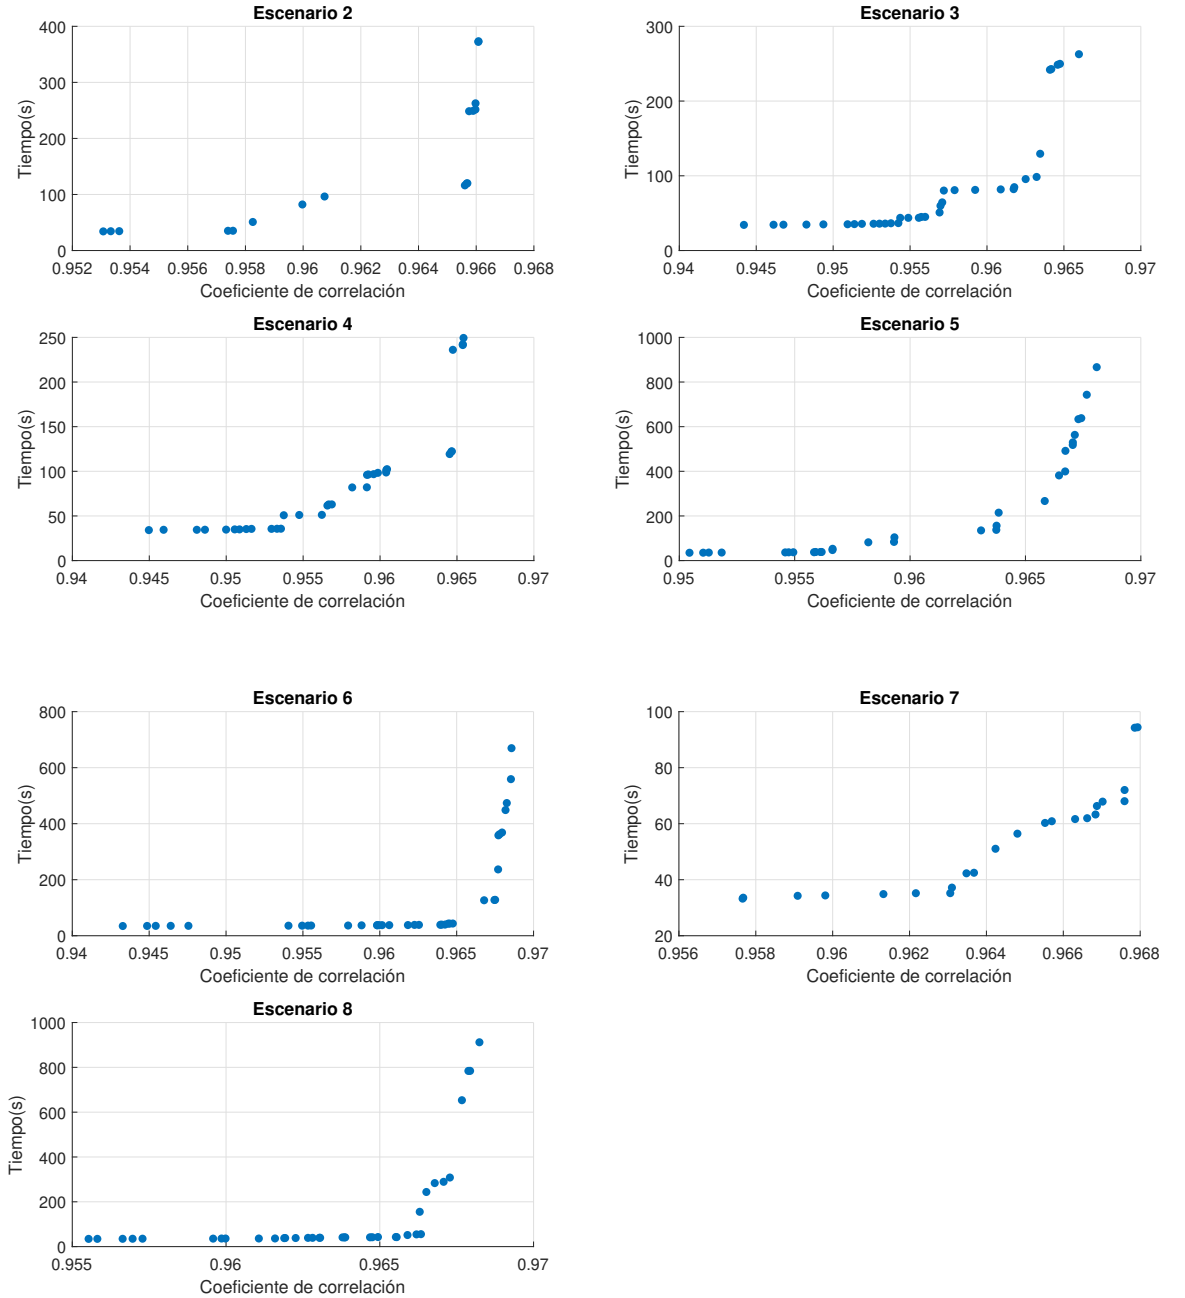 Escenario 2
400
300
200
100
0
Tiempo(s)
0.952 0.954 0.956 0.958 0.96 0.962 0.964 0.966 0.968
Coeficiente de correlación
Escenario 3
300
200
100
0
Tiempo(s)
0.94 0.945 0.95 0.955 0.96 0.965 0.97
Coeficiente de correlación
Escenario 4
250
200
150
100
50
0
Tiempo(s)
0.94 0.945 0.95 0.955 0.96 0.965 0.97
Coeficiente de correlación
Escenario 5
1000
800
600
400
200
0
Tiempo(s)
0.95 0.955 0.96 0.965 0.97
Coeficiente de correlación
Escenario 6
800
600
400
200
0
Tiempo(s)
0.94 0.945 0.95 0.955 0.96 0.965 0.97
Coeficiente de correlación
Escenario 7
100
80
60
40
20
Tiempo(s)
0.956 0.958 0.96 0.962 0.964 0.966 0.968
Coeficiente de correlación
Escenario 8
1000
800
600
400
200
0
Tiempo(s)
0.955 0.96 0.965 0.97
Coeficiente de correlación